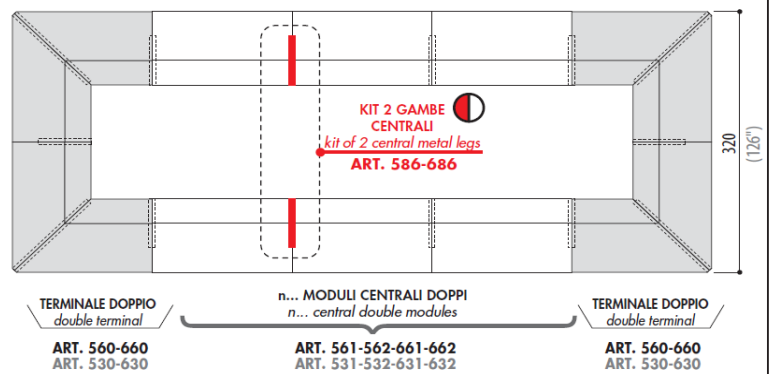 KIT 2 GAMBE
CENTRALI
kit of 2 central metal legs
ART. 586-686
320
(126")
TERMINALE DOPPIO
double terminal
ART. 560-660
ART. 530-630
n... MODULI CENTRALI DOPPI
n... central double modules
ART. 561-562-661-662
ART. 531-532-631-632
TERMINALE DOPPIO
double terminal
ART. 560-660
ART. 530-630